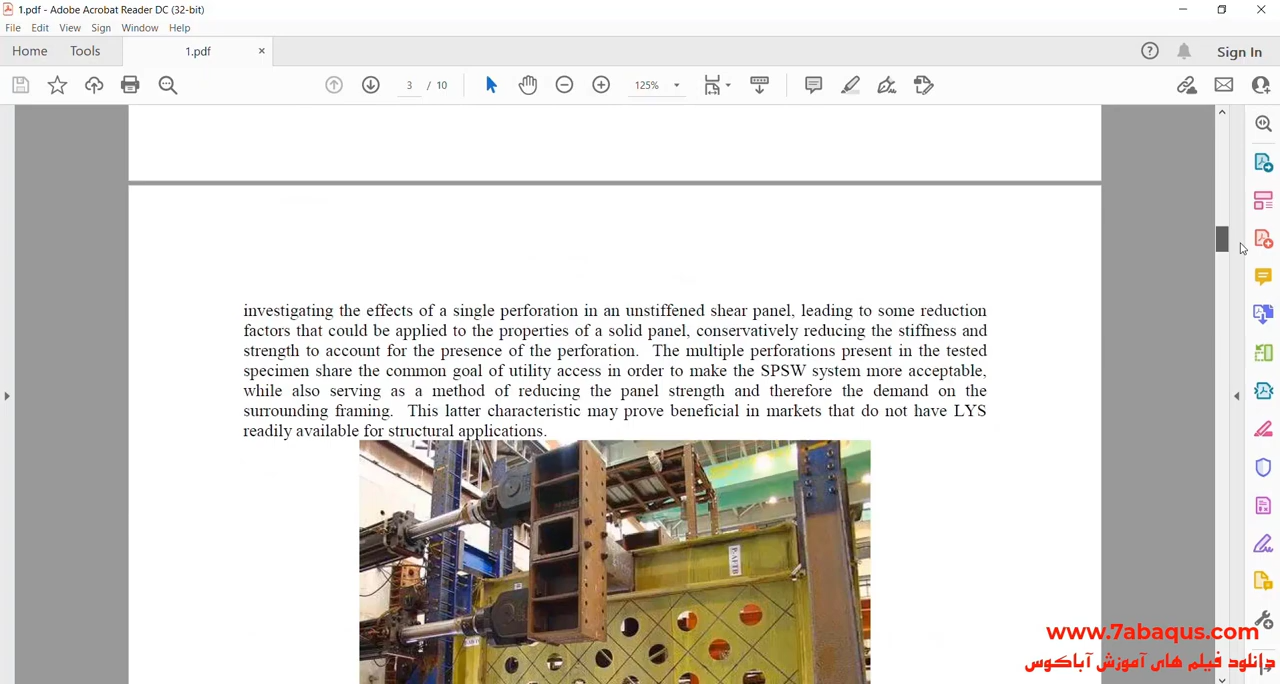 1.pdf - Adobe Acrobat Reader DC (32-bit)
File Edit View Sign Window Help
Home Tools 1.pdf Sign In
3 / 10 125%
investigating the effects of a single perforation in an unstiffened shear panel, leading to some reduction
factors that could be applied to the properties of a solid panel, conservatively reducing the stiffness and
strength to account for the presence of the perforation. The multiple perforations present in the tested
specimen share the common goal of utility access in order to make the SPSW system more acceptable,
while also serving as a method of reducing the panel strength and therefore the demand on the
surrounding framing. This latter characteristic may prove beneficial in markets that do not have LYS
readily available for structural applications.
www.7abaqus.com
دانلود فیلم های آموزش آباکوس